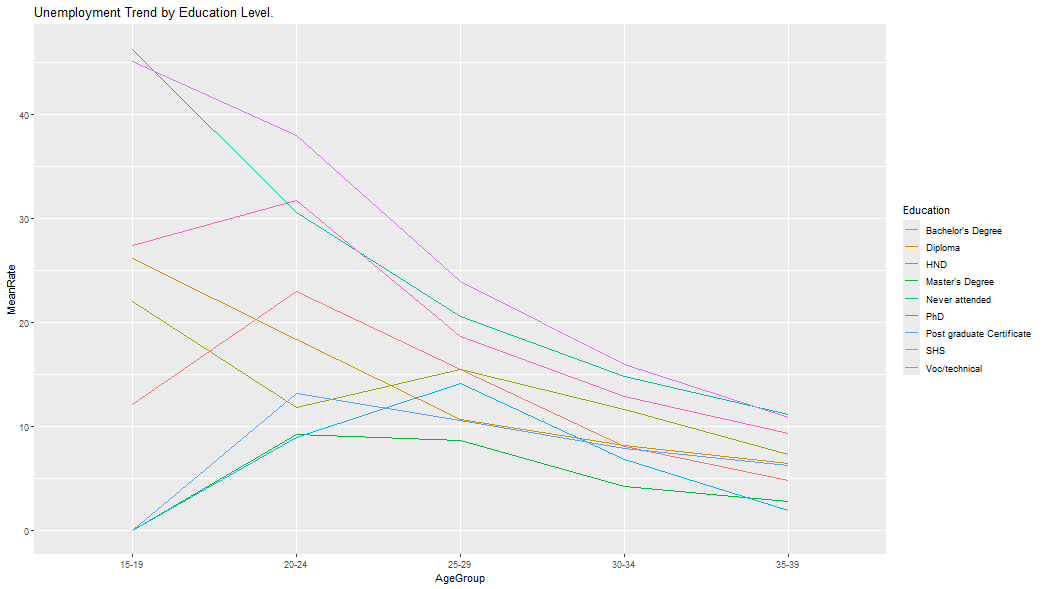 Unemployment Trend by Education Level.
MeanRate
40
30
20
10
0
15-19
20-24
25-29
30-34
35-39
AgeGroup
Education
Bachelor's Degree
Diploma
HND
Master's Degree
Never attended
PhD
Post graduate Certificate
SHS
Voc/technical